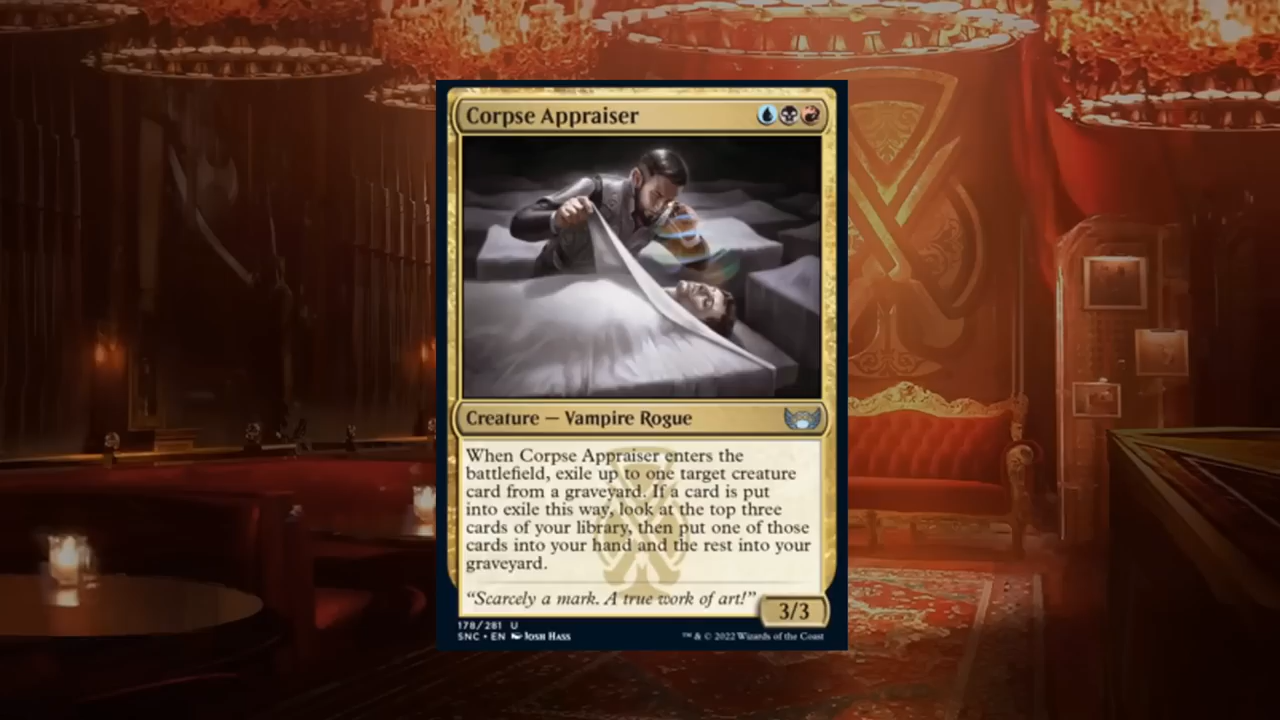 Corpse Appraiser
Creature — Vampire Rogue
When Corpse Appraiser enters the
battlefield, exile up to one target creature
card from a graveyard. If a card is put
into exile this way, look at the top three
cards of your library, then put one of those
cards into your hand and the rest into your
graveyard.
“Scarcely a mark. A true work of art!”
3/3
178/281 U
SNC • EN Josh Hass
™ & © 2022 Wizards of the Coast